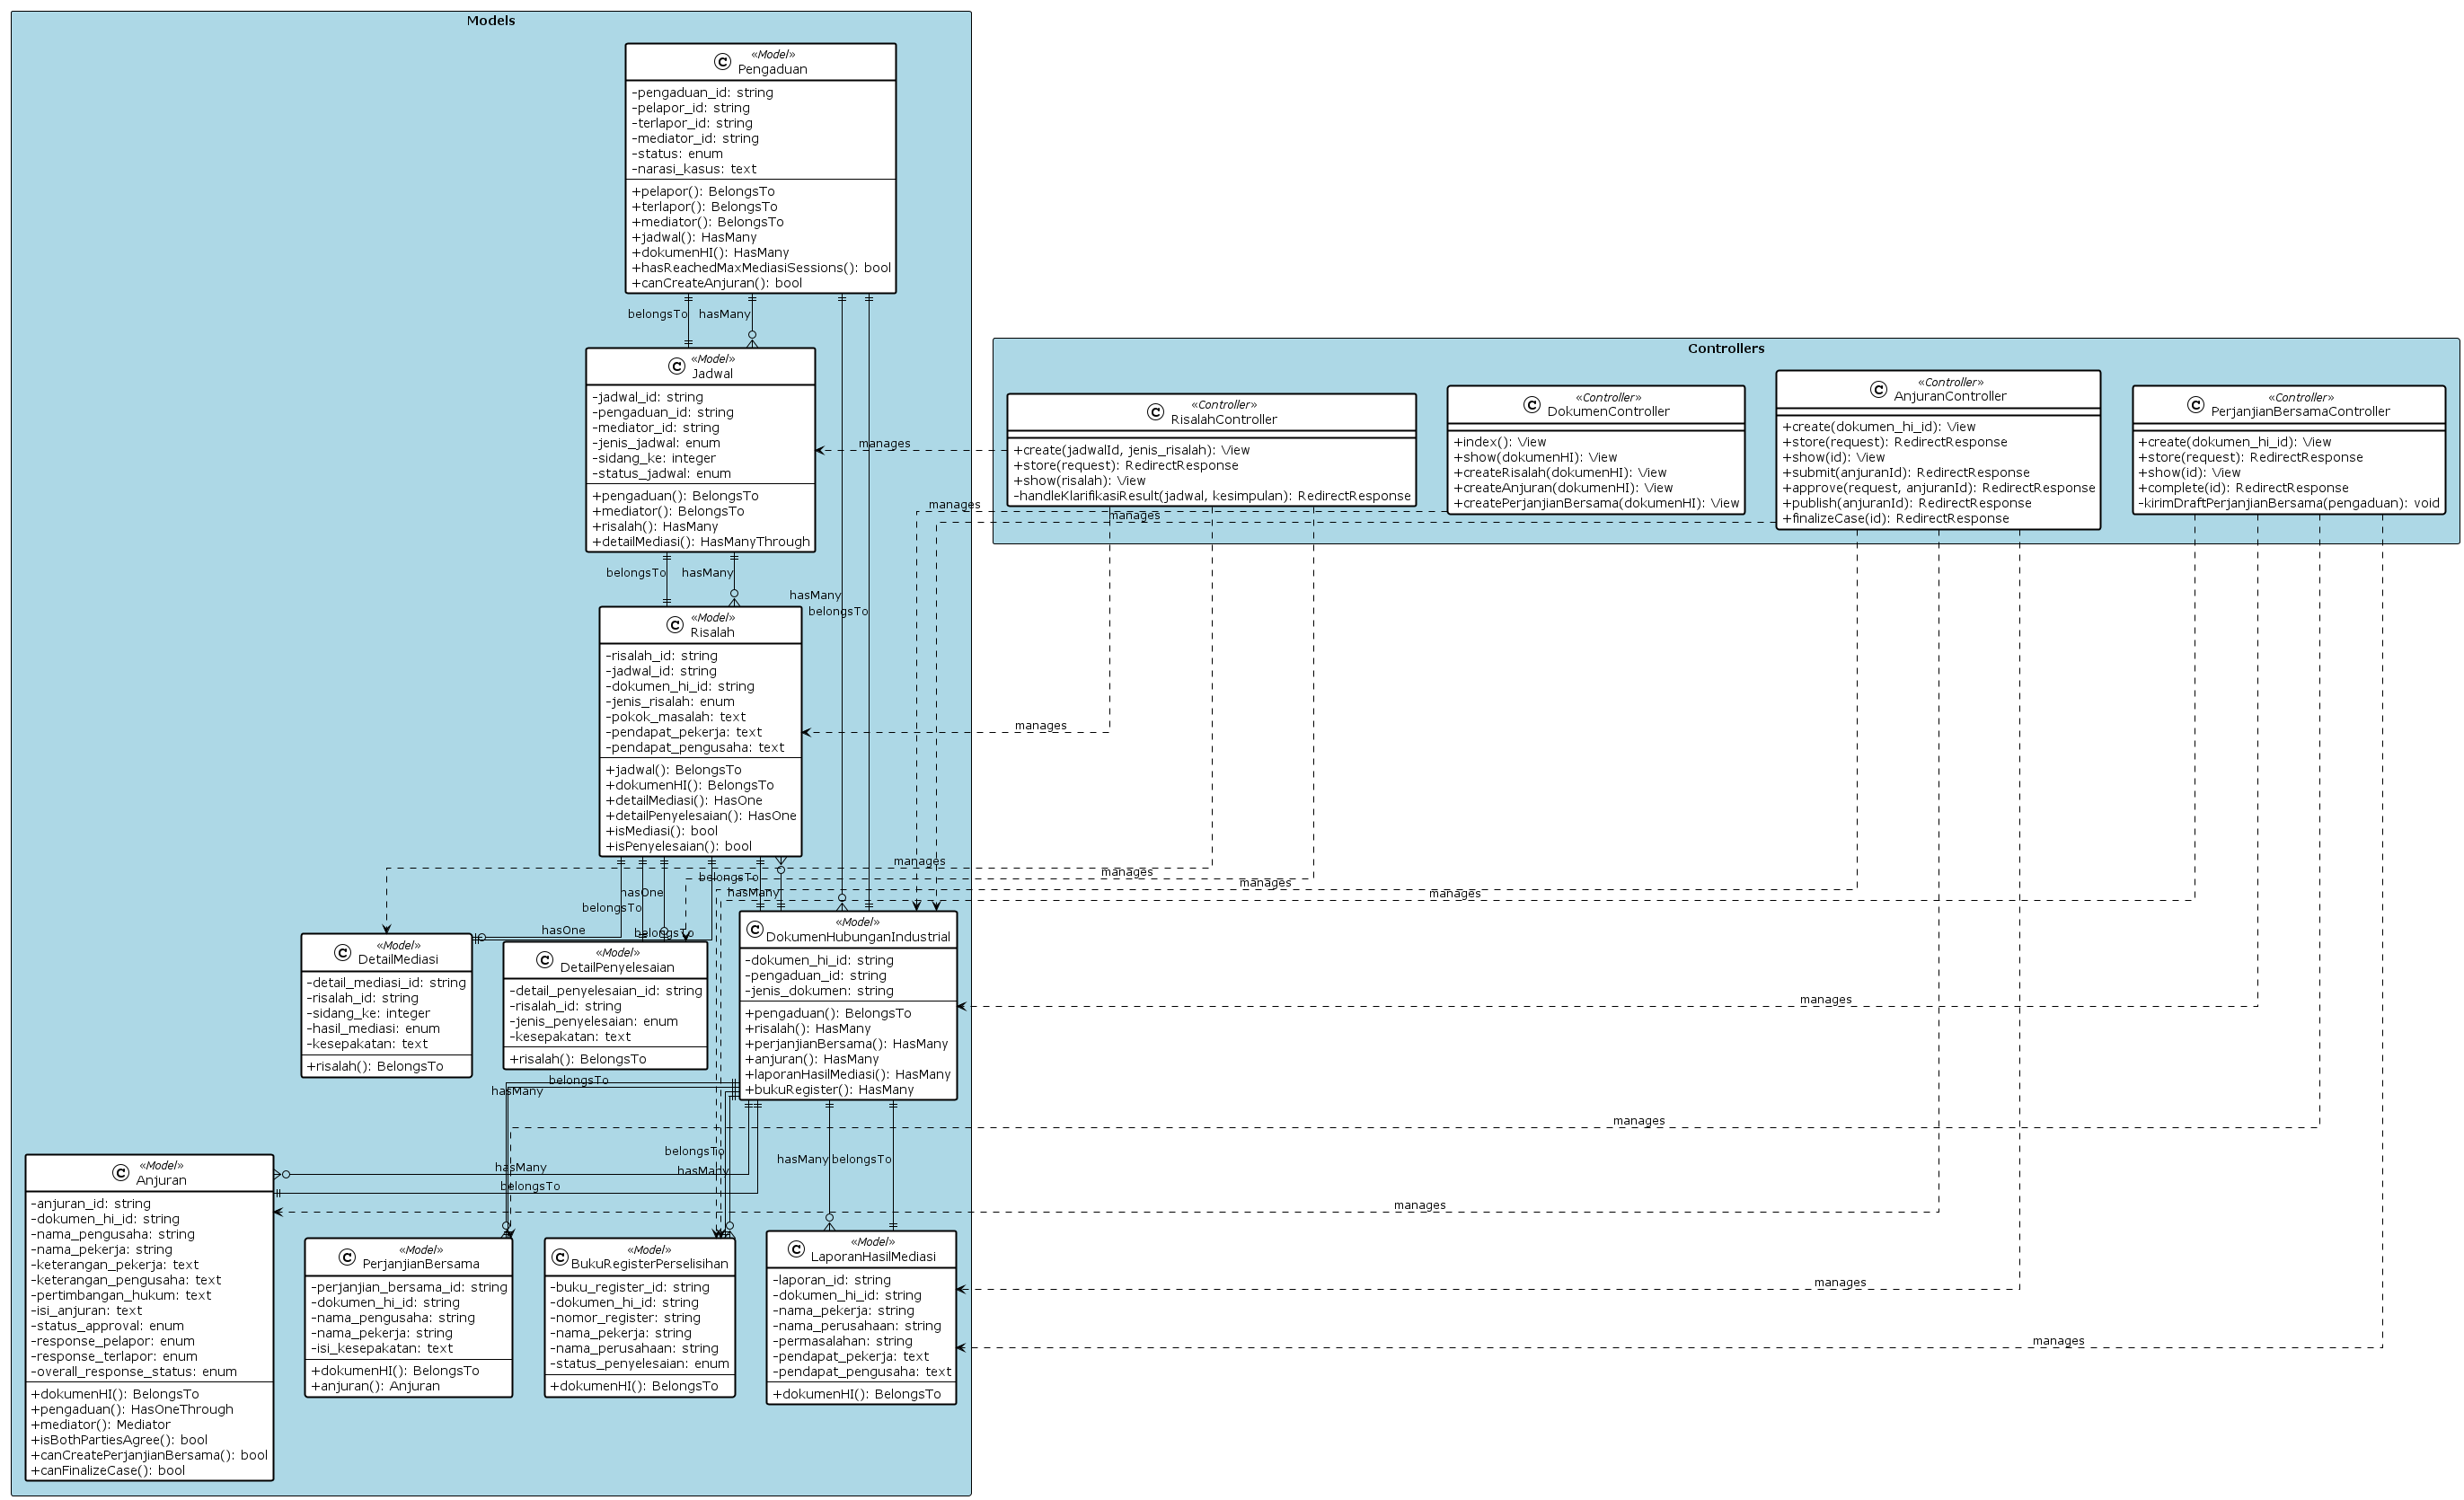 Models
«Model»
Pengaduan
-pengaduan_id: string
-pelapor_id: string
-terlapor_id: string
-mediator_id: string
-status: enum
-narasi_kasus: text
+pelapor(): BelongsTo
+terlapor(): BelongsTo
+mediator(): BelongsTo
+jadwal(): HasMany
+dokumenHI(): HasMany
+hasReachedMaxMediasiSessions(): bool
+canCreateAnjuran(): bool
belongsTo
hasMany
«Model»
Jadwal
-jadwal_id: string
-pengaduan_id: string
-mediator_id: string
-jenis_jadwal: enum
-sidang_ke: integer
-status_jadwal: enum
+pengaduan(): BelongsTo
+mediator(): BelongsTo
+risalah(): HasMany
+detailMediasi(): HasManyThrough
belongsTo
hasMany
hasMany
belongsTo
Controllers
«Controller»
RisalahController
+create(jadwalId, jenis_risalah): View
+store(request): RedirectResponse
+show(risalah): View
-handleKlarifikasiResult(jadwal, kesimpulan): RedirectResponse
«Controller»
DokumenController
+index(): View
+show(dokumenHI): View
+createRisalah(dokumenHI): View
+createAnjuran(dokumenHI): View
+createPerjanjianBersama(dokumenHI): View
«Controller»
AnjuranController
+create(dokumen_hi_id): View
+store(request): RedirectResponse
+show(id): View
+submit(anjuranId): RedirectResponse
+approve(request, anjuranId): RedirectResponse
+publish(anjuranId): RedirectResponse
+finalizeCase(id): RedirectResponse
«Controller»
PerjanjianBersamaController
+create(dokumen_hi_id): View
+store(request): RedirectResponse
+show(id): View
+complete(id): RedirectResponse
-kirimDraftPerjanjianBersama(pengaduan): void
manages
manages
manages
«Model»
Risalah
-risalah_id: string
-jadwal_id: string
-dokumen_hi_id: string
-jenis_risalah: enum
-pokok_masalah: text
-pendapat_pekerja: text
-pendapat_pengusaha: text
+jadwal(): BelongsTo
+dokumenHI(): BelongsTo
+detailMediasi(): HasOne
+detailPenyelesaian(): HasOne
+isMediasi(): bool
+isPenyelesaian(): bool
manages
manages
manages
manages
manages
belongsTo
hasOne
hasMany
belongsTo
hasOne
belongsTo
«Model»
DetailMediasi
-detail_mediasi_id: string
-risalah_id: string
-sidang_ke: integer
-hasil_mediasi: enum
-kesepakatan: text
+risalah(): BelongsTo
«Model»
DetailPenyelesaian
-detail_penyelesaian_id: string
-risalah_id: string
-jenis_penyelesaian: enum
-kesepakatan: text
+risalah(): BelongsTo
«Model»
DokumenHubunganIndustrial
-dokumen_hi_id: string
-pengaduan_id: string
-jenis_dokumen: string
+pengaduan(): BelongsTo
+risalah(): HasMany
+perjanjianBersama(): HasMany
+anjuran(): HasMany
+laporanHasilMediasi(): HasMany
+bukuRegister(): HasMany
manages
belongsTo
hasMany
manages
belongsTo
hasMany
hasMany
belongsTo
hasMany
belongsTo
manages
manages
manages
«Model»
Anjuran
-anjuran_id: string
-dokumen_hi_id: string
-nama_pengusaha: string
-nama_pekerja: string
-keterangan_pekerja: text
-keterangan_pengusaha: text
-pertimbangan_hukum: text
-isi_anjuran: text
-status_approval: enum
-response_pelapor: enum
-response_terlapor: enum
-overall_response_status: enum
+dokumenHI(): BelongsTo
+pengaduan(): HasOneThrough
+mediator(): Mediator
+isBothPartiesAgree(): bool
+canCreatePerjanjianBersama(): bool
+canFinalizeCase(): bool
«Model»
PerjanjianBersama
-perjanjian_bersama_id: string
-dokumen_hi_id: string
-nama_pengusaha: string
-nama_pekerja: string
-isi_kesepakatan: text
+dokumenHI(): BelongsTo
+anjuran(): Anjuran
«Model»
BukuRegisterPerselisihan
-buku_register_id: string
-dokumen_hi_id: string
-nomor_register: string
-nama_pekerja: string
-nama_perusahaan: string
-status_penyelesaian: enum
+dokumenHI(): BelongsTo
«Model»
LaporanHasilMediasi
-laporan_id: string
-dokumen_hi_id: string
-nama_pekerja: string
-nama_perusahaan: string
-permasalahan: string
-pendapat_pekerja: text
-pendapat_pengusaha: text
+dokumenHI(): BelongsTo